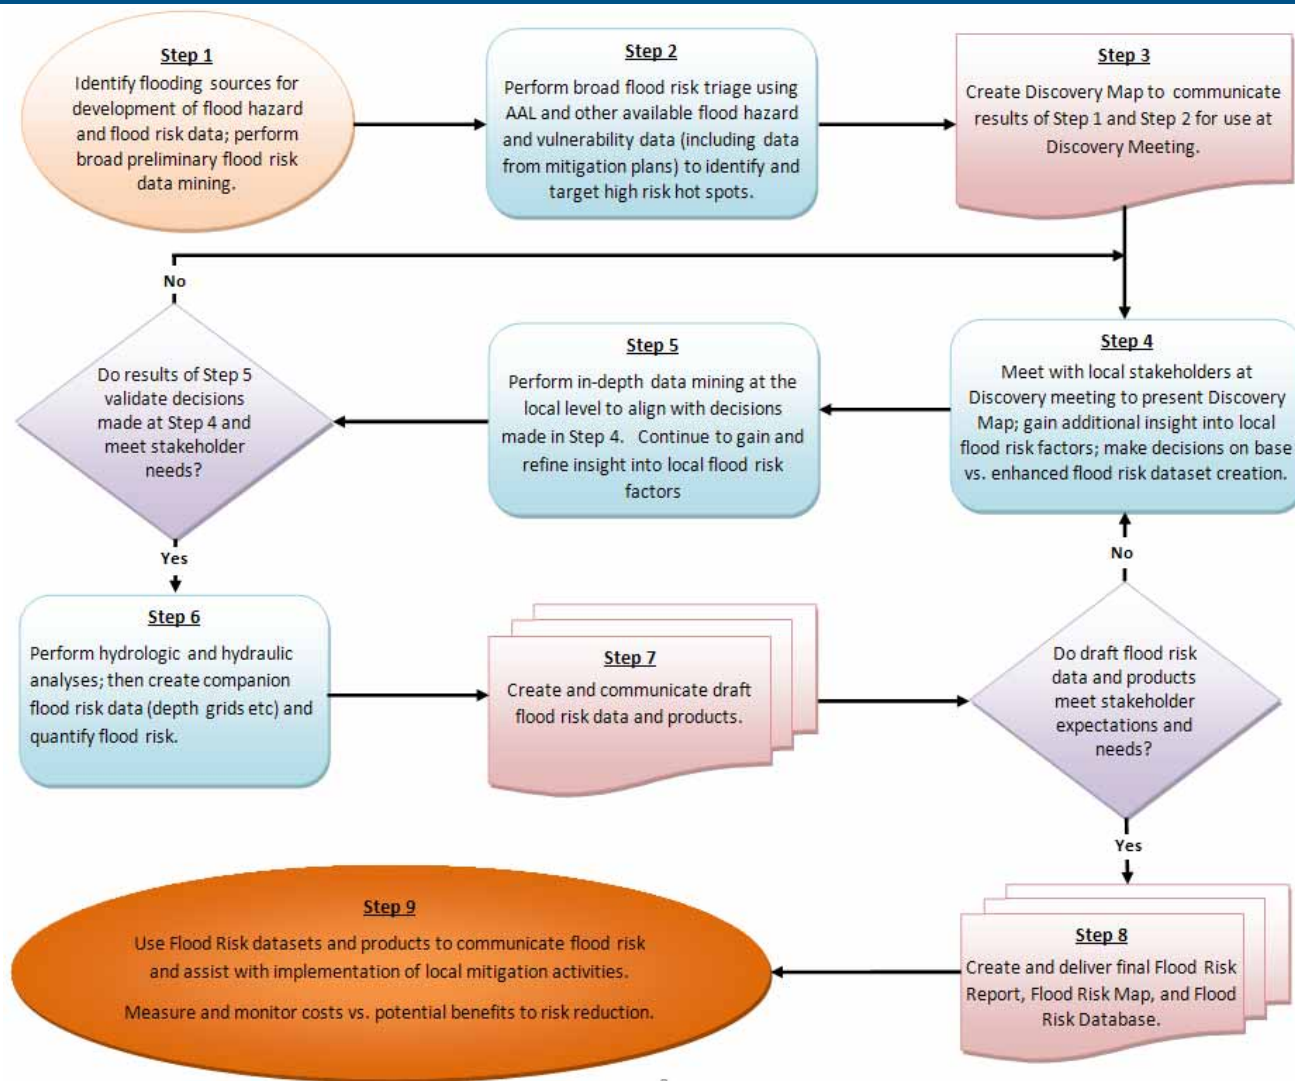 Step 1
Identify flooding sources for
development of flood hazard
and flood risk data; perform
broad preliminary flood risk
data mining.
Step 2
Perform broad flood risk triage using
AAL and other available flood hazard
and vulnerability data (including data
from mitigation plans) to identify and
target high risk hot spots.
Step 3
Create Discovery Map to communicate
results of Step 1 and Step 2 for use at
Discovery Meeting.
No
Do results of Step 5
validate decisions
made at Step 4 and
meet stakeholder
needs?
Step 5
Perform in-depth data mining at the
local level to align with decisions
made in Step 4. Continue to gain and
refine insight into local flood risk
factors
Step 4
Meet with local stakeholders at
Discovery meeting to present Discovery
Map; gain additional insight into local
flood risk factors; make decisions on base
vs. enhanced flood risk dataset creation.
Yes
No
Step 6
Perform hydrologic and hydraulic
analyses; then create companion
flood risk data (depth grids etc) and
quantify flood risk.
Step 7
Create and communicate draft
flood risk data and products.
Do draft flood risk
data and products
meet stakeholder
expectations and
needs?
Yes
Step 9
Use Flood Risk datasets and products to communicate flood risk
and assist with implementation of local mitigation activities.
Measure and monitor costs vs. potential benefits to risk reduction.
Step 8
Create and deliver final Flood Risk
Report, Flood Risk Map, and Flood
Risk Database.